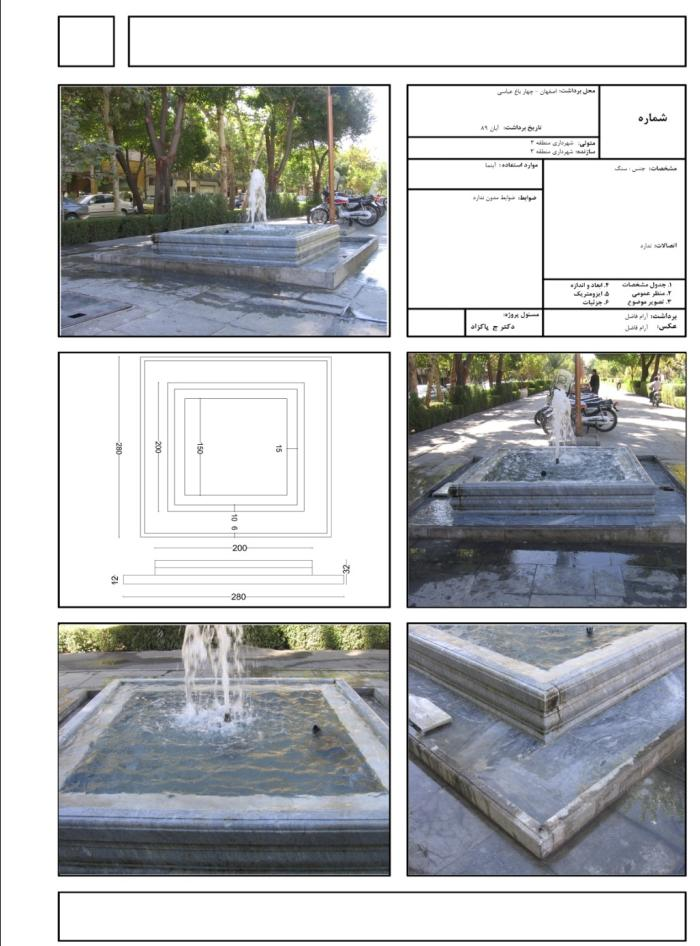 محل برداشت: اصفهان - چهار باغ عباسی
شماره
تاریخ برداشت: آبان ۸۹
متولی: شهرداری منطقه ۳
سازنده: شهرداری منطقه ۳
مشخصات: جنس : سنگ
موارد استفاده : آبنما
ضوابط: ضوابط مدون ندارد
اتصالات: ندارد
۱. جدول مشخصات
۲. منظر عمومی
۳. تصویر موضوع
۴. ابعاد و اندازه
۵. ایزومتریک
۶. جزئیات
برداشت: آرام فاضل
عکس: آرام فاضل
مسئول پروژه:
دکتر ج پاکزاد
280
200
150
15
10
6
200
32
12
280